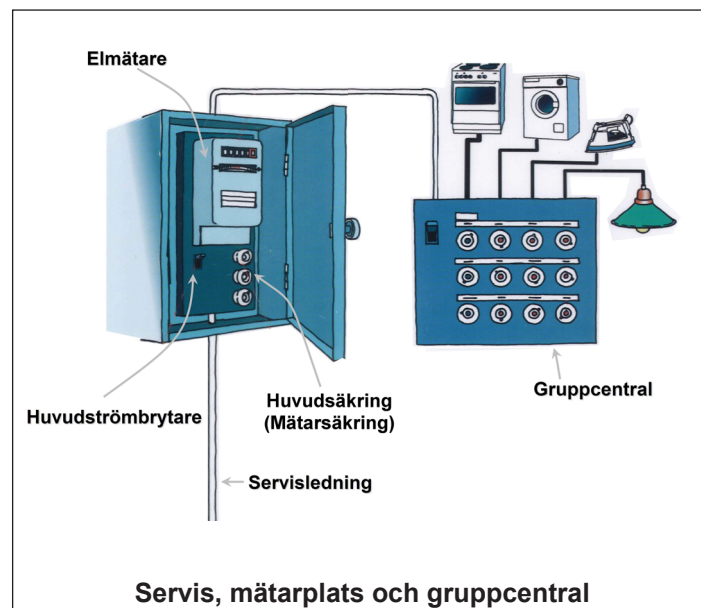 Elmätare
Huvudströmbrytare
Huvudsäkring
(Mätarsäkring)
Gruppcentral
Servisledning
Servis, mätarplats och gruppcentral